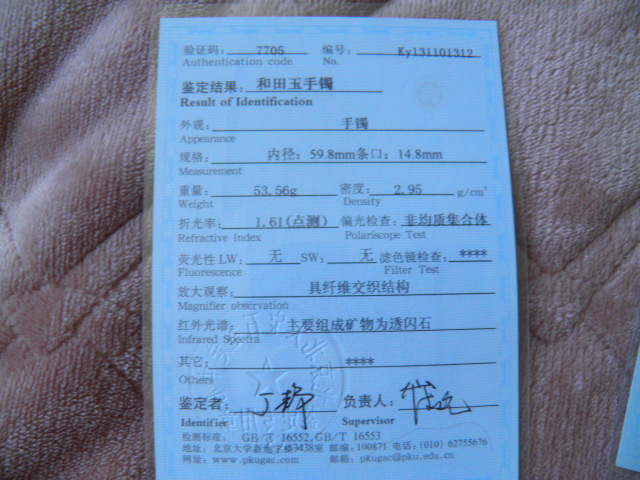 验证码: 7705 编号: Ky131101312
Authentication code No.
鉴定结果: 和田玉手镯
Result of Identification
外观: 手镯
Appearance
规格: 内径: 59.8mm条口: 14.8mm
Measurement
重量: 53.56g 密度: 2.95 g/cm³
Weight Density
折光率: 1.61(点测) 偏光检查: 非均质集合体
Refractive Index Polariscope Test
荧光性 LW: 无 SW: 无 滤色镜检查: ****
Fluorescence Filter Test
放大观察: 具纤维交织结构
Magnifier observation
红外光谱: 主要组成矿物为透闪石
Infrared Spectra
其它: ****
Others
鉴定者: 丁静 负责人:
Identifier Supervisor
检测标准: GB/T 16552,GB/T 16553
地址: 北京大学新地学楼3438室 邮编: 100871 电话: (010) 62755676
网址: www.pkugac.com 邮箱: pkugac@pku.edu.cn